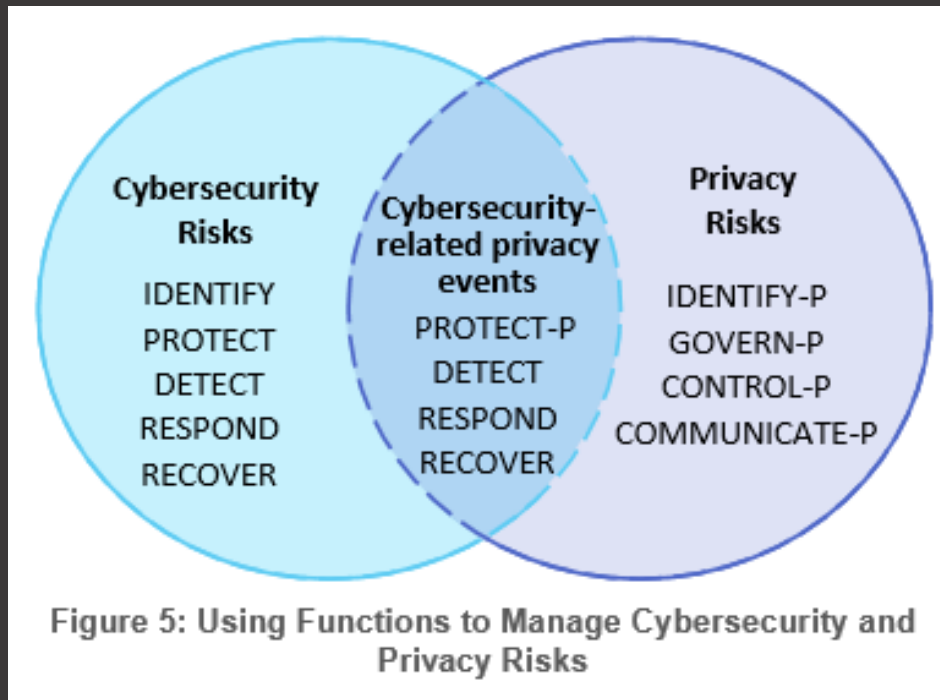 Cybersecurity
Risks
IDENTIFY
PROTECT
DETECT
RESPOND
RECOVER
Cybersecurity-
related privacy
events
PROTECT-P
DETECT
RESPOND
RECOVER
Privacy
Risks
IDENTIFY-P
GOVERN-P
CONTROL-P
COMMUNICATE-P
Figure 5: Using Functions to Manage Cybersecurity and
Privacy Risks